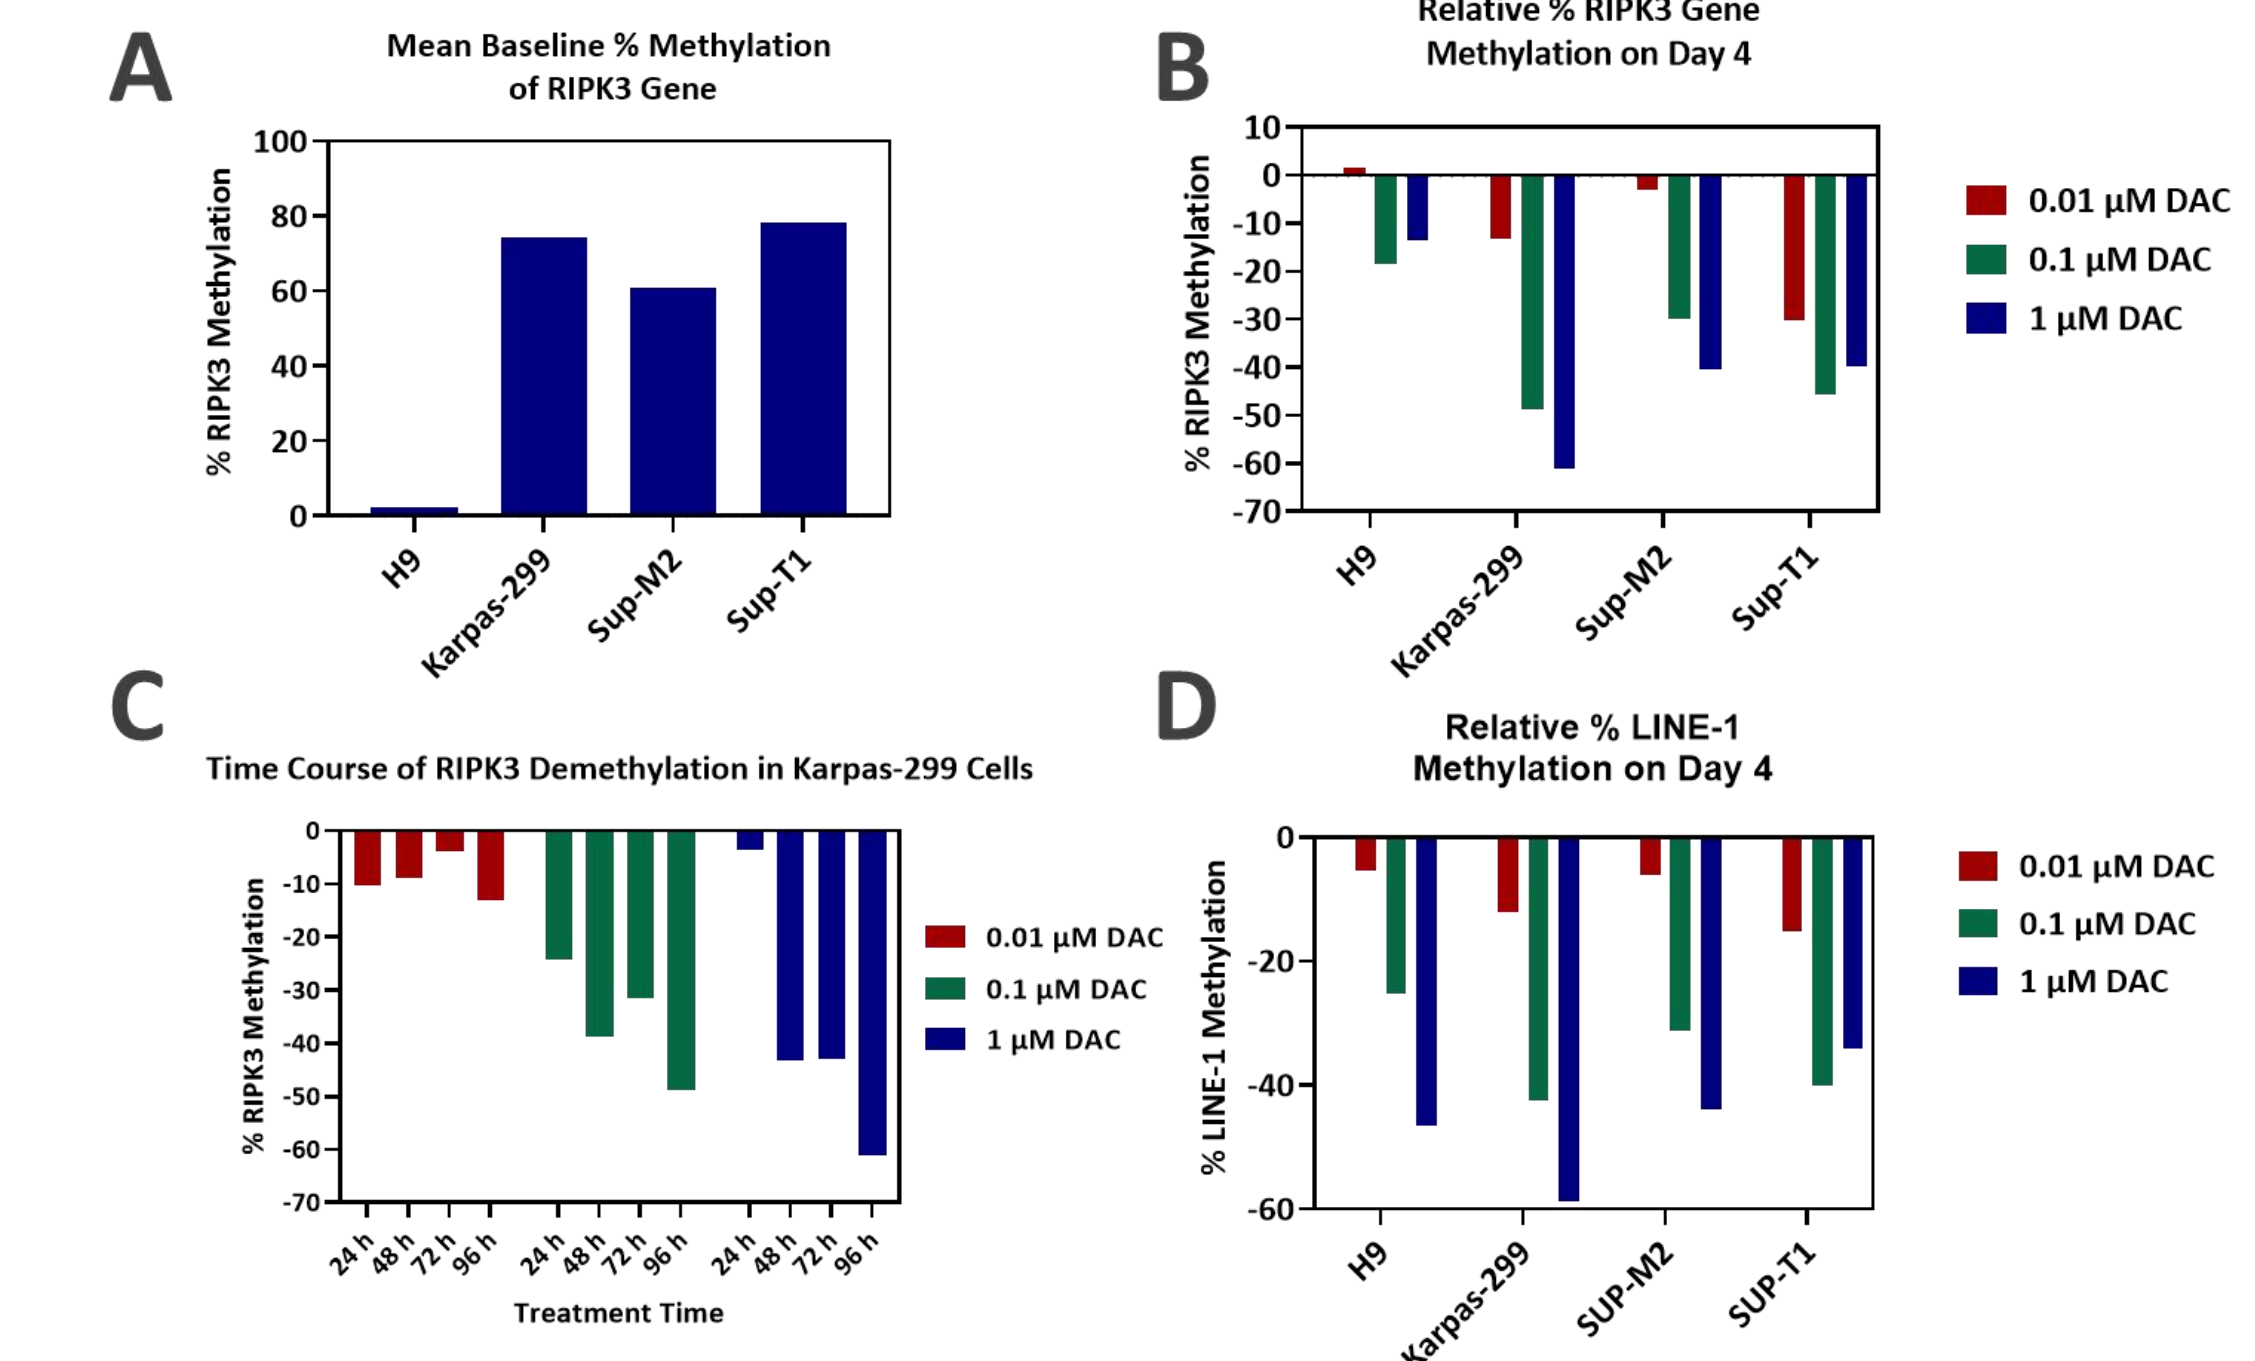 A
Mean Baseline % Methylation
of RIPK3 Gene
% RIPK3 Methylation
100
80
60
40
20
0
H9
Karpas-299
Sup-M2
Sup-T1
B
Relative % RIPK3 Gene
Methylation on Day 4
% RIPK3 Methylation
10
0
-10
-20
-30
-40
-50
-60
-70
H9
Karpas-299
Sup-M2
Sup-T1
0.01 µM DAC
0.1 µM DAC
1 µM DAC
C
Time Course of RIPK3 Demethylation in Karpas-299 Cells
% RIPK3 Methylation
0
-10
-20
-30
-40
-50
-60
-70
24 h
48 h
72 h
96 h
24 h
48 h
72 h
96 h
24 h
48 h
72 h
96 h
Treatment Time
0.01 µM DAC
0.1 µM DAC
1 µM DAC
D
Relative % LINE-1
Methylation on Day 4
% LINE-1 Methylation
0
-20
-40
-60
H9
Karpas-299
SUP-M2
SUP-T1
0.01 µM DAC
0.1 µM DAC
1 µM DAC